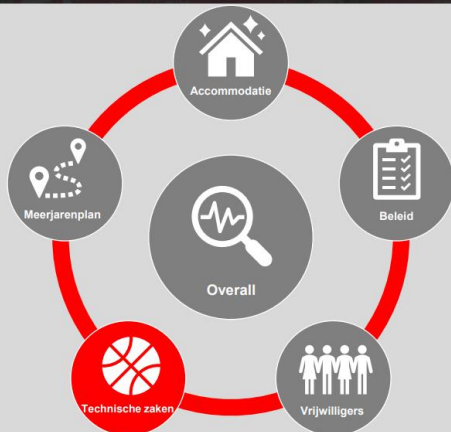 Accommodatie
Meerjarenplan
Beleid
Overall
Technische zaken
Vrijwilligers